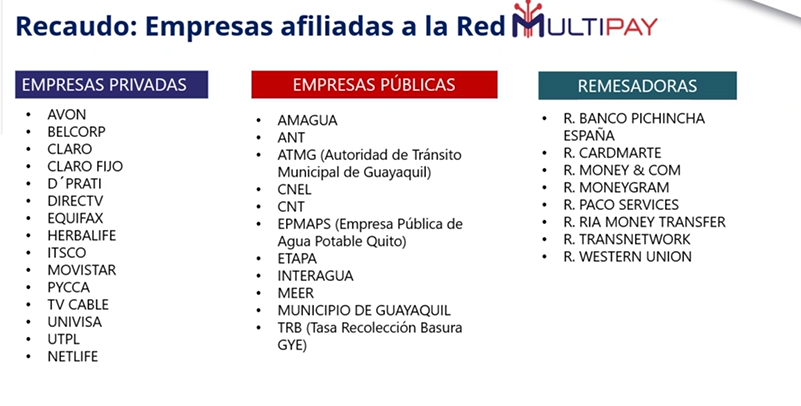 Recaudo: Empresas afiliadas a la Red MULTIPAY
EMPRESAS PRIVADAS
• AVON
• BELCORP
• CLARO
• CLARO FIJO
• D´PRATI
• DIRECTV
• EQUIFAX
• HERBALIFE
• ITSCO
• MOVISTAR
• PYCCA
• TV CABLE
• UNIVISA
• UTPL
• NETLIFE
EMPRESAS PÚBLICAS
• AMAGUA
• ANT
• ATMG (Autoridad de Tránsito
Municipal de Guayaquil)
• CNEL
• CNT
• EPMAPS (Empresa Pública de
Agua Potable Quito)
• ETAPA
• INTERAGUA
• MEER
• MUNICIPIO DE GUAYAQUIL
• TRB (Tasa Recolección Basura
GYE)
REMESADORAS
• R. BANCO PICHINCHA
ESPAÑA
• R. CARDMARTE
• R. MONEY & COM
• R. MONEYGRAM
• R. PACO SERVICES
• R. RIA MONEY TRANSFER
• R. TRANSNETWORK
• R. WESTERN UNION